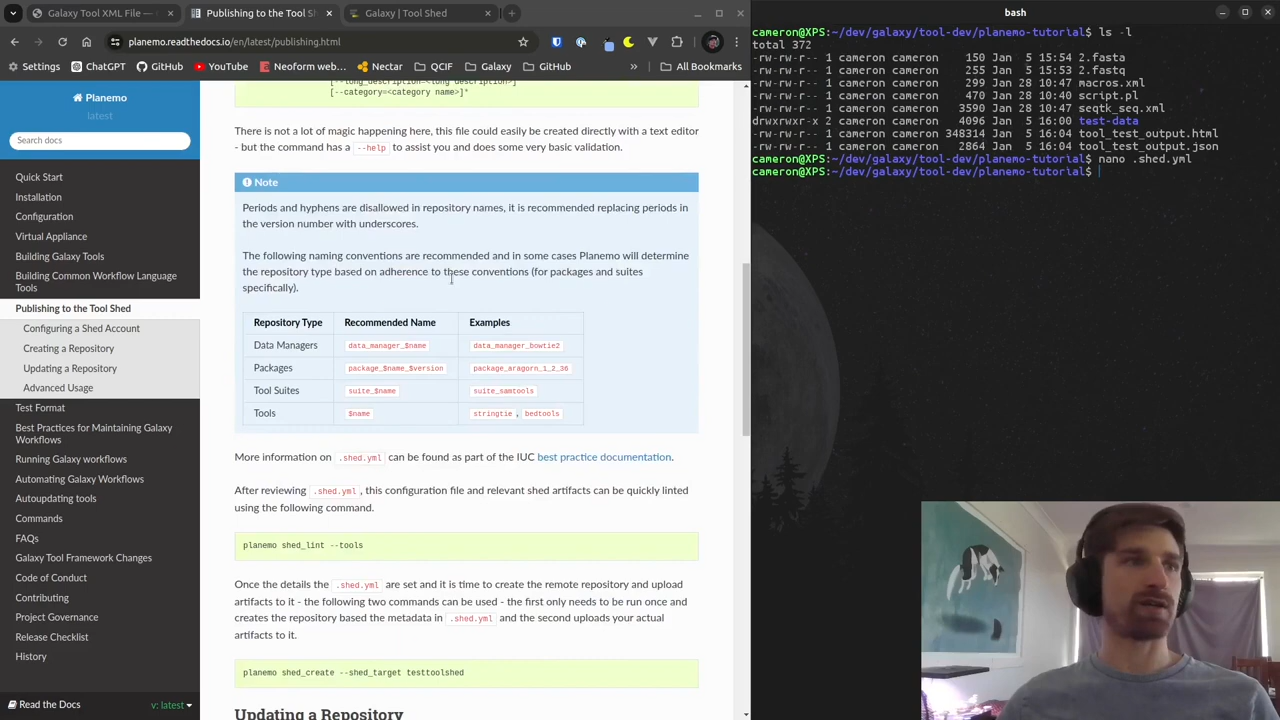 Galaxy Tool XML File —
Publishing to the Tool S
Galaxy | Tool Shed
planemo.readthedocs.io/en/latest/publishing.html
Settings
ChatGPT
GitHub
YouTube
Neoform merch...
Nectar
QCIF
Galaxy
GitHub
»
All Bookmarks
Planemo
latest
Search docs
Quick Start
Installation
Configuration
Virtual Appliance
Building Galaxy Tools
Building Common Workflow Language
Tools
Publishing to the Tool Shed
Configuring a Shed Account
Creating a Repository
Updating a Repository
Advanced Usage
Test Format
Best Practices for Maintaining Galaxy
Workflows
Running Galaxy workflows
Automating Galaxy Workflows
Autoupdating tools
Commands
FAQs
Galaxy Tool Framework Changes
Code of Conduct
Contributing
Project Governance
Release Checklist
History
Read the Docs
v: latest
[--long_description=<long description>]
[--category=<category name>]*
There is not a lot of magic happening here, this file could easily be created directly with a text editor
- but the command has a --help to assist you and does some very basic validation.
Note
Periods and hyphens are disallowed in repository names, it is recommended replacing periods in
the version number with underscores.
The following naming conventions are recommended and in some cases Planemo will determine
the repository type based on adherence to these conventions (for packages and suites
specifically).
Repository Type Recommended Name Examples
Data Managers data_manager_$name data_manager_bowtie2
Packages package_$name_$version package_aragorn_1_2_36
Tool Suites suite_$name suite_samtools
Tools $name stringtie , bedtools
More information on .shed.yml can be found as part of the IUC best practice documentation.
After reviewing .shed.yml , this configuration file and relevant shed artifacts can be quickly linted
using the following command.
planemo shed_lint --tools
Once the details the .shed.yml are set and it is time to create the remote repository and upload
artifacts to it - the following two commands can be used - the first only needs to be run once and
creates the repository based the metadata in .shed.yml and the second uploads your actual
artifacts to it.
planemo shed_create --shed_target testtoolshed
Updating a Repository
bash
cameron@XPS:~/dev/galaxy/tool-dev/planemo-tutorial$ ls -l
total 372
-rw-rw-r-- 1 cameron cameron 150 Jan 5 15:54 2.fasta
-rw-rw-r-- 1 cameron cameron 255 Jan 5 15:53 2.fastq
-rw-rw-r-- 1 cameron cameron 299 Jan 28 10:47 macros.xml
-rw-rw-r-- 1 cameron cameron 470 Jan 28 10:40 script.pl
-rw-rw-r-- 1 cameron cameron 3590 Jan 28 10:47 seqtk_seq.xml
drwxrwxr-x 2 cameron cameron 4096 Jan 5 16:00 test-data
-rw-rw-r-- 1 cameron cameron 348314 Jan 5 16:04 tool_test_output.html
-rw-rw-r-- 1 cameron cameron 2864 Jan 5 16:04 tool_test_output.json
cameron@XPS:~/dev/galaxy/tool-dev/planemo-tutorial$ nano .shed.yml
cameron@XPS:~/dev/galaxy/tool-dev/planemo-tutorial$